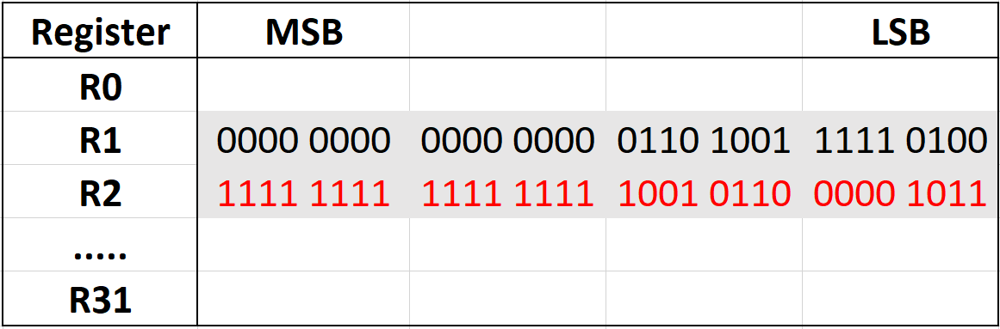 Register MSB LSB
R0
R1 0000 0000 0000 0000 0110 1001 1111 0100
R2 1111 1111 1111 1111 1001 0110 0000 1011
.....
R31